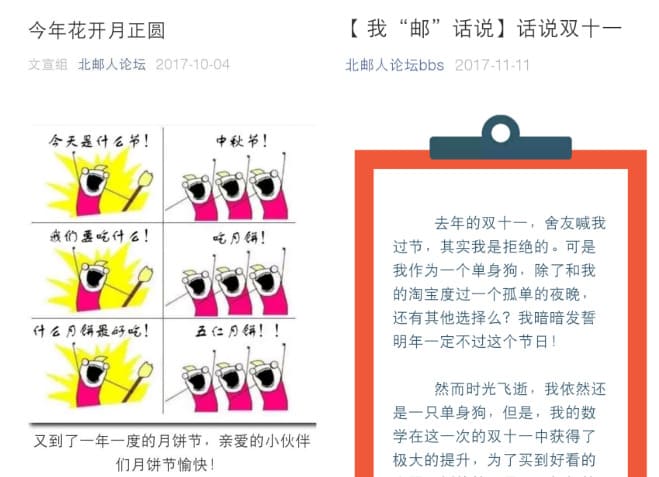 今年花开月正圆
文宣组 北邮人论坛 2017-10-04
今天是什么节！
中秋节！
我们要吃什么！
吃月饼！
什么月饼最好吃！
五仁月饼！！
又到了一年一度的月饼节，亲爱的小伙伴
们月饼节愉快！
【 我“邮”话说】话说双十一
北邮人论坛bbs 2017-11-11
去年的双十一，舍友喊我
过节，其实我是拒绝的。可是
我作为一个单身狗，除了和我
的淘宝度过一个孤单的夜晚，
还有其他选择么？我暗暗发誓
明年一定不过这个节日！
然而时光飞逝，我依然还
是一只单身狗，但是，我的数
学在这一次的双十一中获得了
极大的提升，为了买到好看的